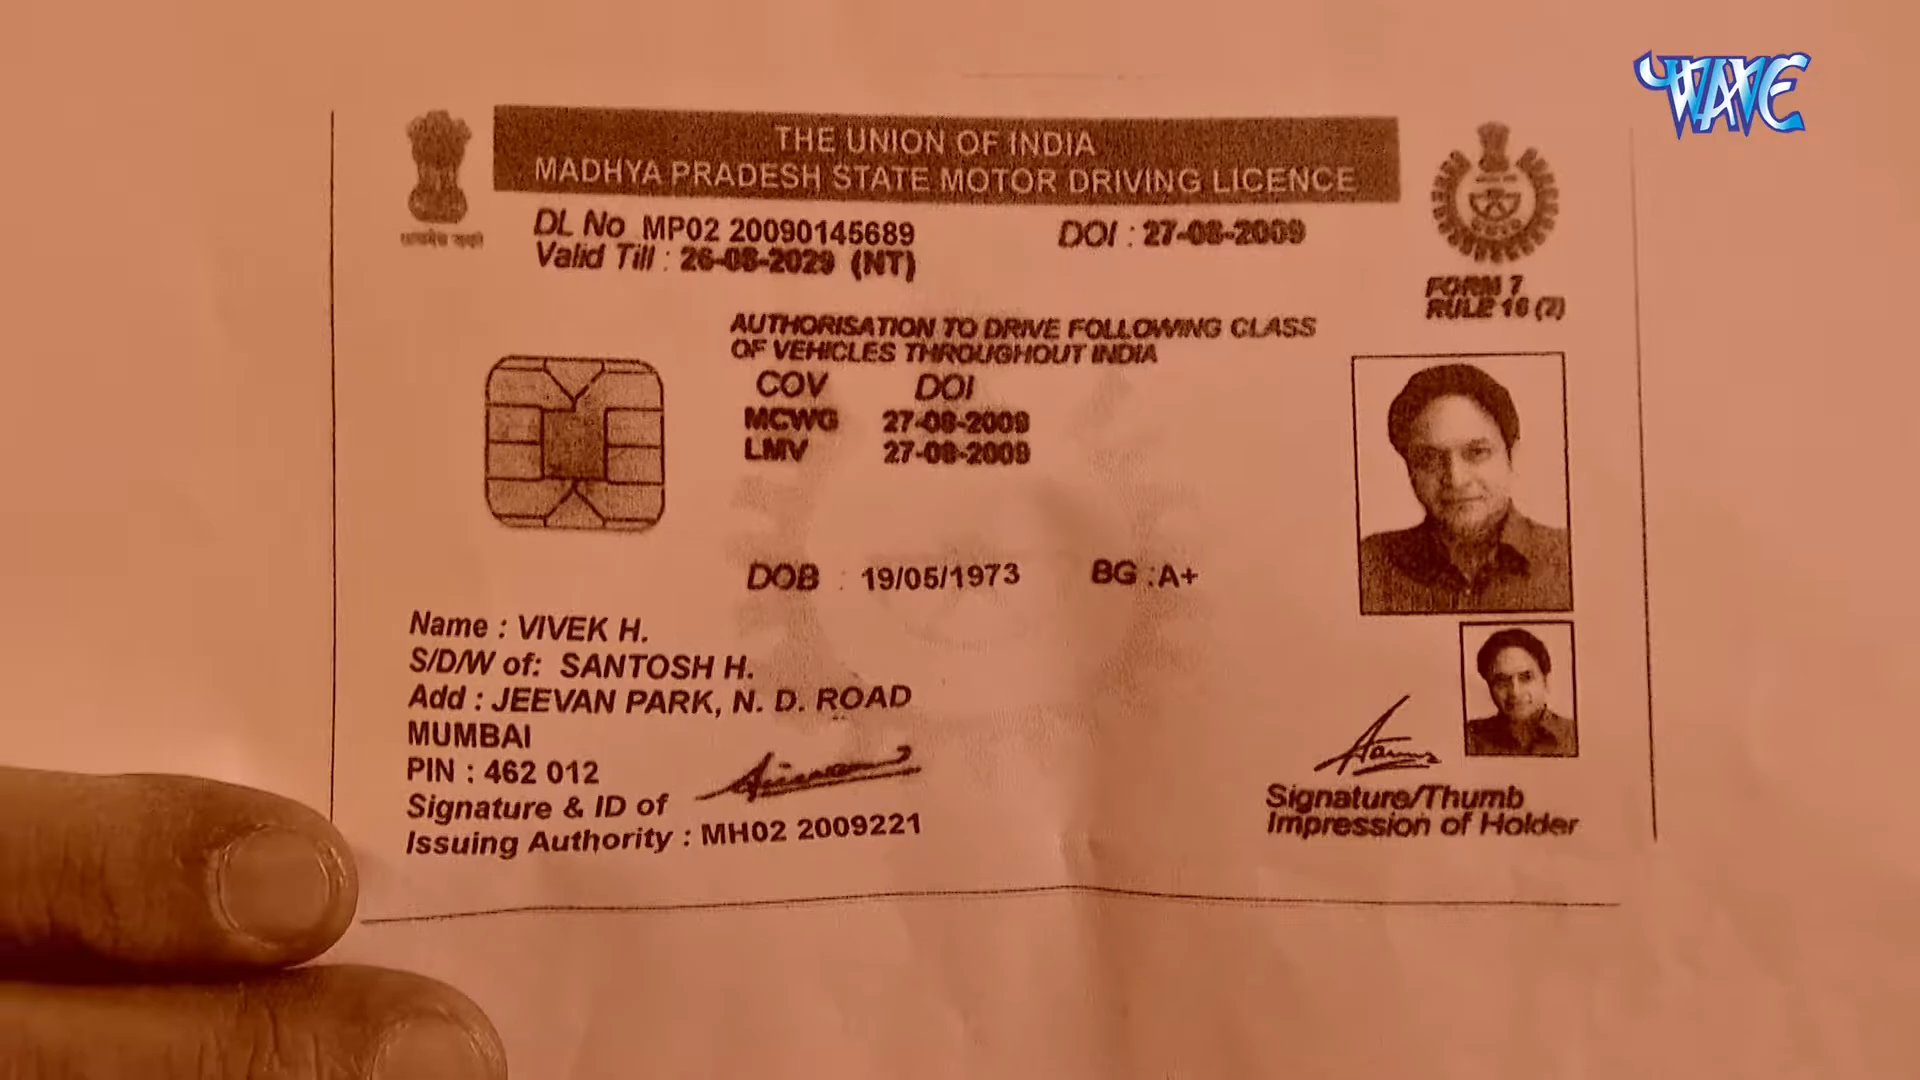 WAVE
THE UNION OF INDIA
MADHYA PRADESH STATE MOTOR DRIVING LICENCE
DL No MP02 20090145689
DOI : 27-08-2009
Valid Till : 26-08-2029 (NT)
FORM 7
RULE 16 (2)
AUTHORISATION TO DRIVE FOLLOWING CLASS
OF VEHICLES THROUGHOUT INDIA
COV DOI
MCWG 27-08-2009
LMV 27-08-2009
DOB : 19/05/1973 BG : A+
Name : VIVEK H.
S/D/W of: SANTOSH H.
Add : JEEVAN PARK, N. D. ROAD
MUMBAI
PIN : 462 012
Signature & ID of
Issuing Authority : MH02 2009221
Signature/Thumb
Impression of Holder